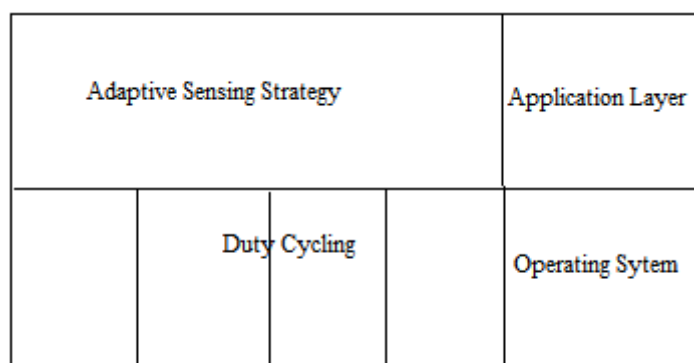 Adaptive Sensing Strategy
Application Layer
Duty Cycling
Operating Sytem